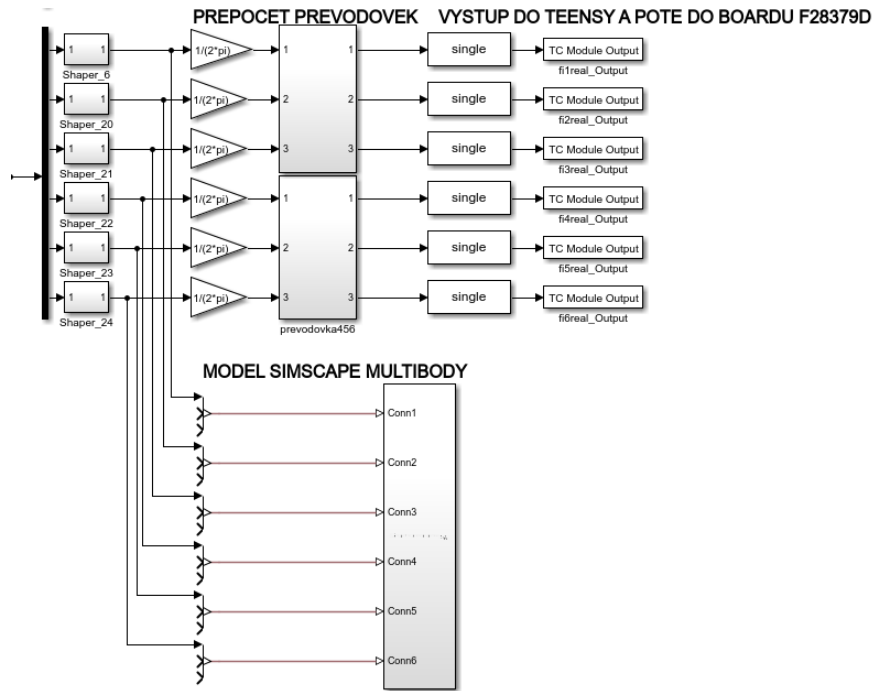 PREPOCET PREVODOVEK VYSTUP DO TEENSY A POTE DO BOARDU F28379D
1 1 1/(2*pi) 1 1 single TC Module Output
Shaper_6 fi1real_Output
1 1 1/(2*pi) 2 2 single TC Module Output
Shaper_20 fi2real_Output
1 1 1/(2*pi) 3 3 single TC Module Output
Shaper_21 fi3real_Output
1 1 1/(2*pi) 1 1 single TC Module Output
Shaper_22 fi4real_Output
1 1 1/(2*pi) 2 2 single TC Module Output
Shaper_23 fi5real_Output
1 1 1/(2*pi) 3 3 single TC Module Output
Shaper_24 fi6real_Output
prevodovka456
MODEL SIMSCAPE MULTIBODY
Conn1
Conn2
Conn3
Conn4
Conn5
Conn6